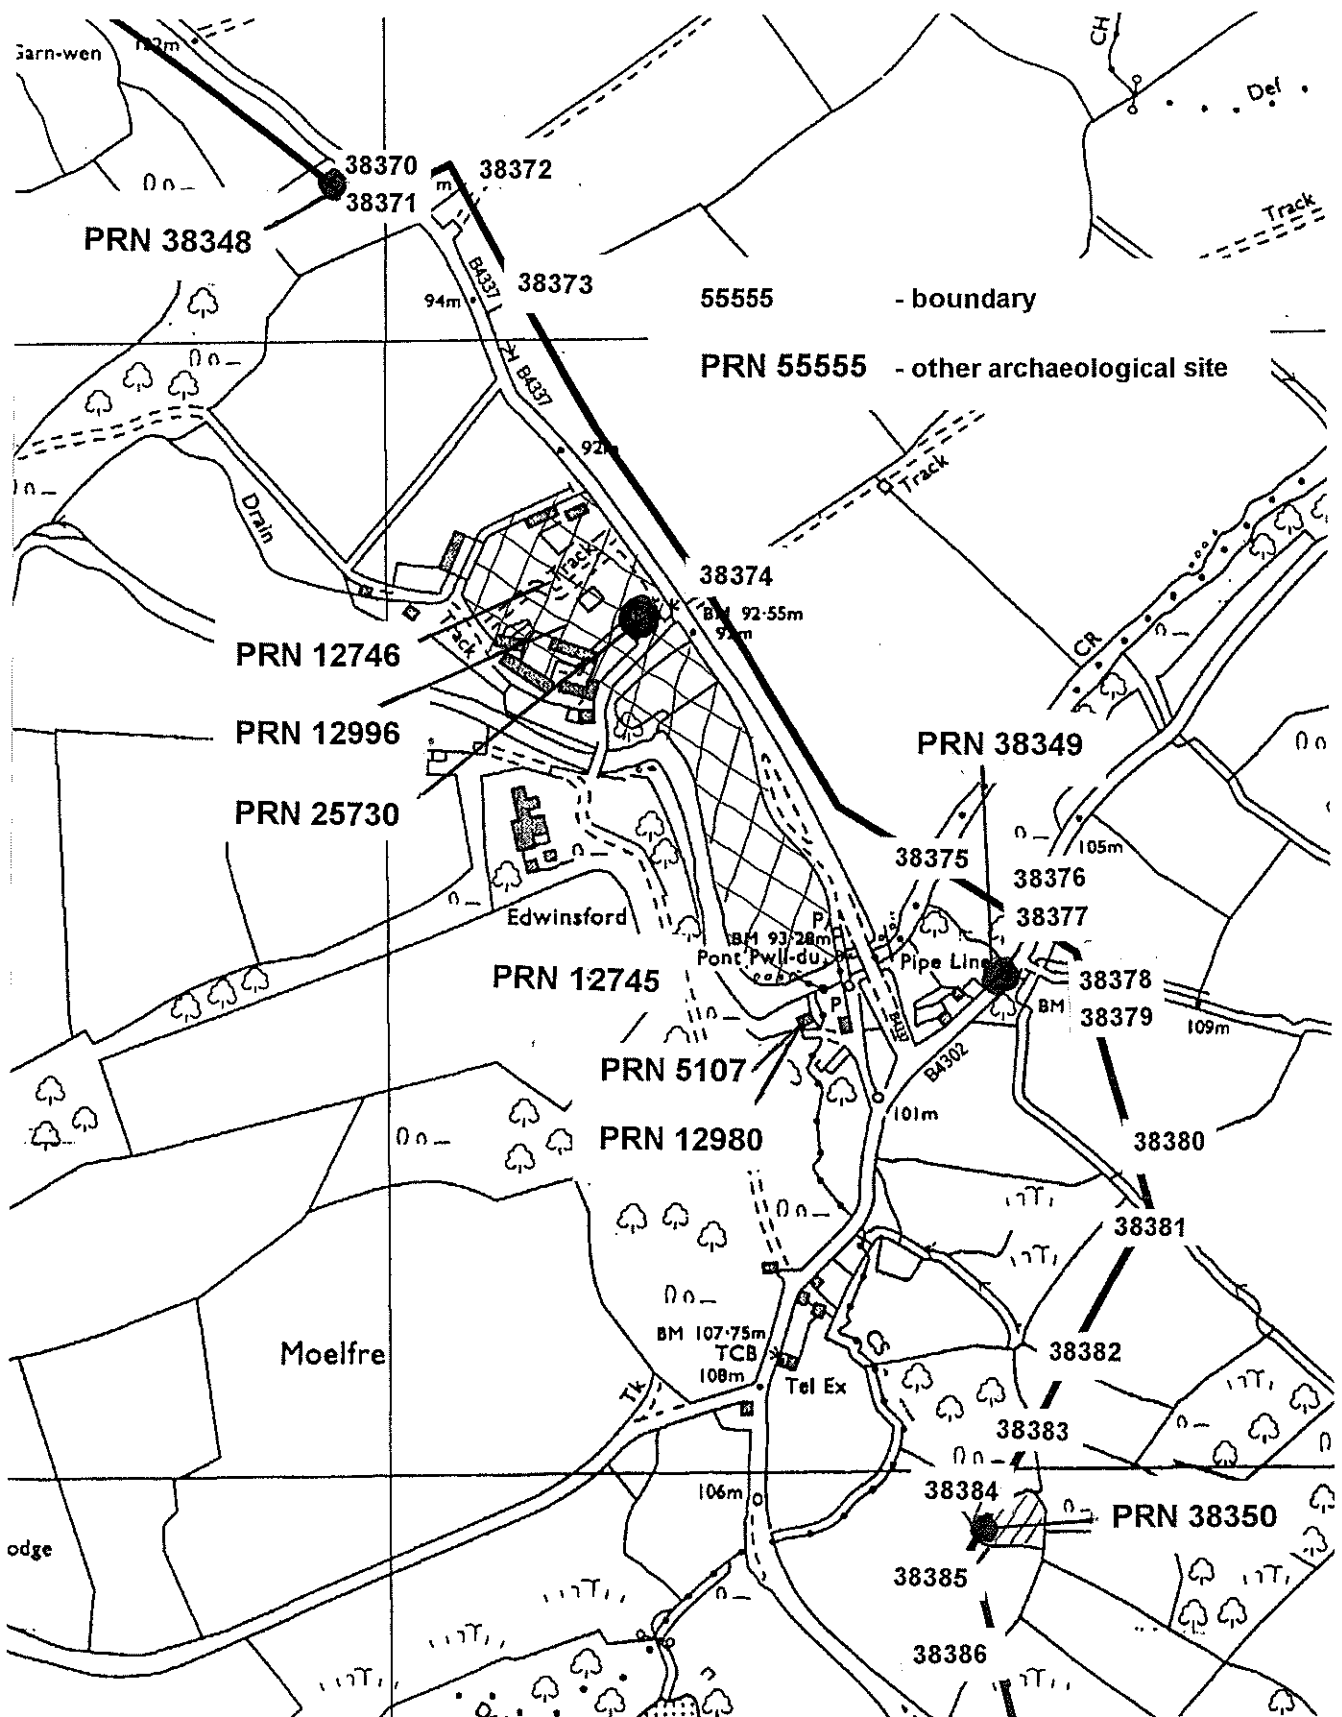 CH
Def
38370
38372
m
38371
PRN 38348
Track
B4337
38373
94m
55555 - boundary
B4337
PRN 55555 - other archaeological site
Track
Drain
Track
38374
BM 92·55m
CR
Track
PRN 12746
PRN 12996
PRN 38349
PRN 25730
105m
38375
38376
38377
Edwinsford
P
BM 93·28m
Pont Pwll-du
Pipe Line
PRN 12745
38378
P
BM
38379
109m
B4337
PRN 5107
B4302
101m
PRN 12980
38380
38381
BM 107·75m
Moelfre
TCB
38382
108m
Tel Ex
CS
Tk
38383
38384
106m
PRN 38350
odge
38385
38386